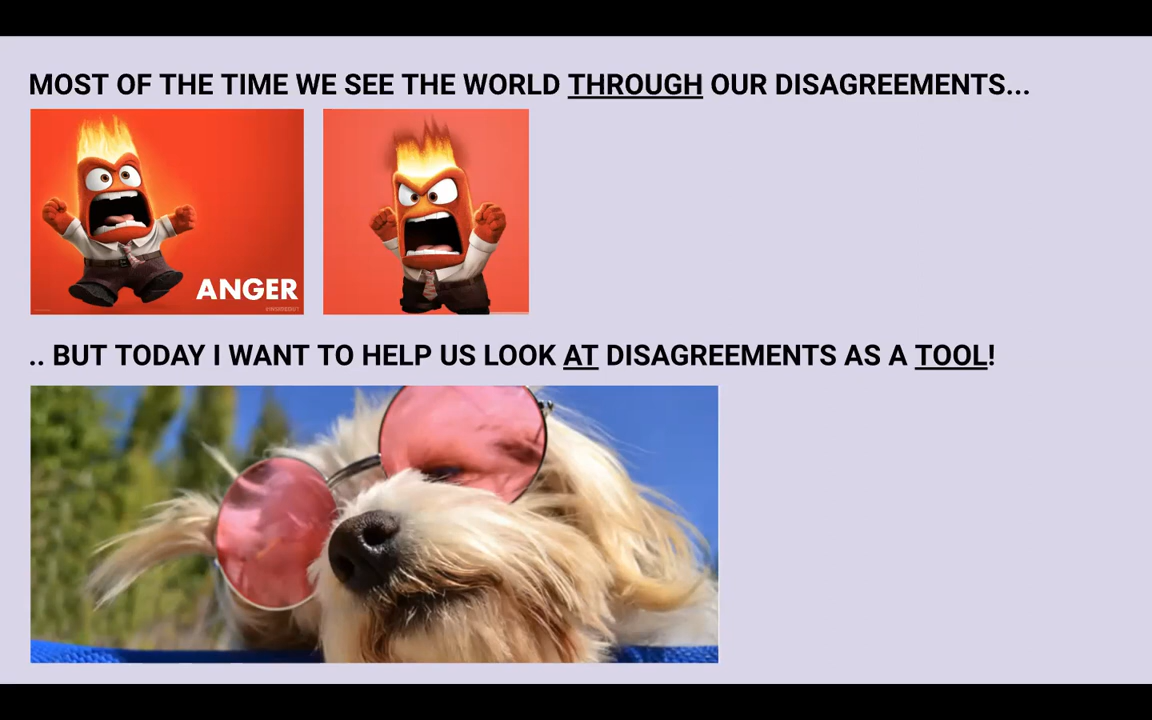 MOST OF THE TIME WE SEE THE WORLD THROUGH OUR DISAGREEMENTS...
ANGER
.. BUT TODAY I WANT TO HELP US LOOK AT DISAGREEMENTS AS A TOOL!